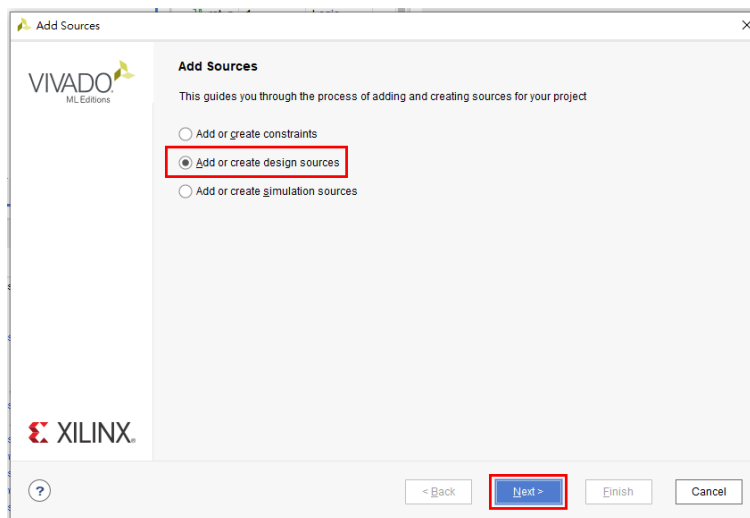 Add Sources
VIVADO
ML Editions
Add Sources
This guides you through the process of adding and creating sources for your project
Add or create constraints
Add or create design sources
Add or create simulation sources
XILINX
?
< Back
Next >
Finish
Cancel